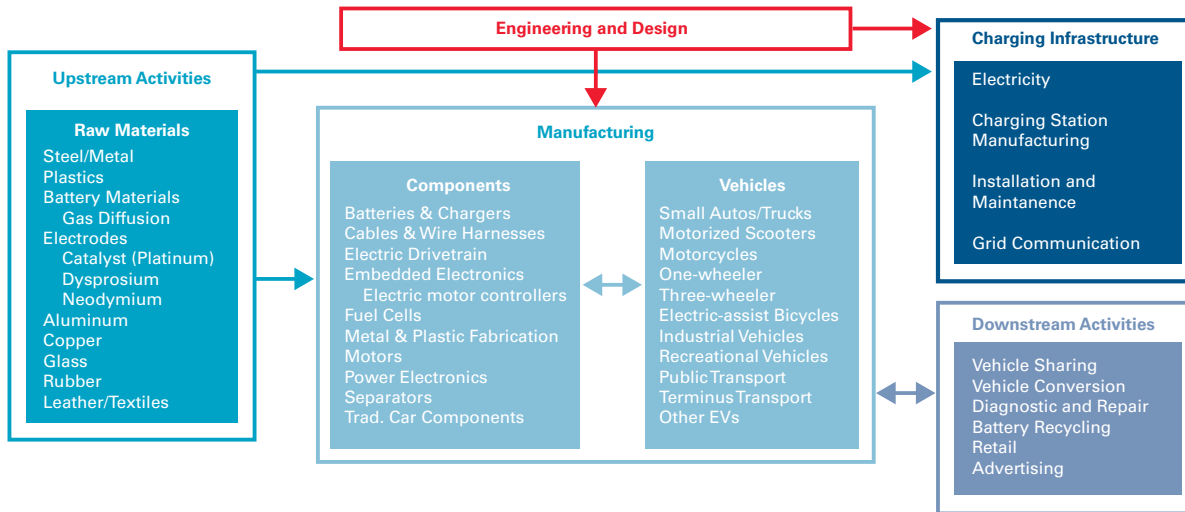 Engineering and Design
Upstream Activities
Raw Materials
Steel/Metal
Plastics
Battery Materials
Gas Diffusion
Electrodes
Catalyst (Platinum)
Dysprosium
Neodymium
Aluminum
Copper
Glass
Rubber
Leather/Textiles
Manufacturing
Components
Batteries & Chargers
Cables & Wire Harnesses
Electric Drivetrain
Embedded Electronics
Electric motor controllers
Fuel Cells
Metal & Plastic Fabrication
Motors
Power Electronics
Separators
Trad. Car Components
Vehicles
Small Autos/Trucks
Motorized Scooters
Motorcycles
One-wheeler
Three-wheeler
Electric-assist Bicycles
Industrial Vehicles
Recreational Vehicles
Public Transport
Terminus Transport
Other EVs
Charging Infrastructure
Electricity
Charging Station
Manufacturing
Installation and
Maintanence
Grid Communication
Downstream Activities
Vehicle Sharing
Vehicle Conversion
Diagnostic and Repair
Battery Recycling
Retail
Advertising